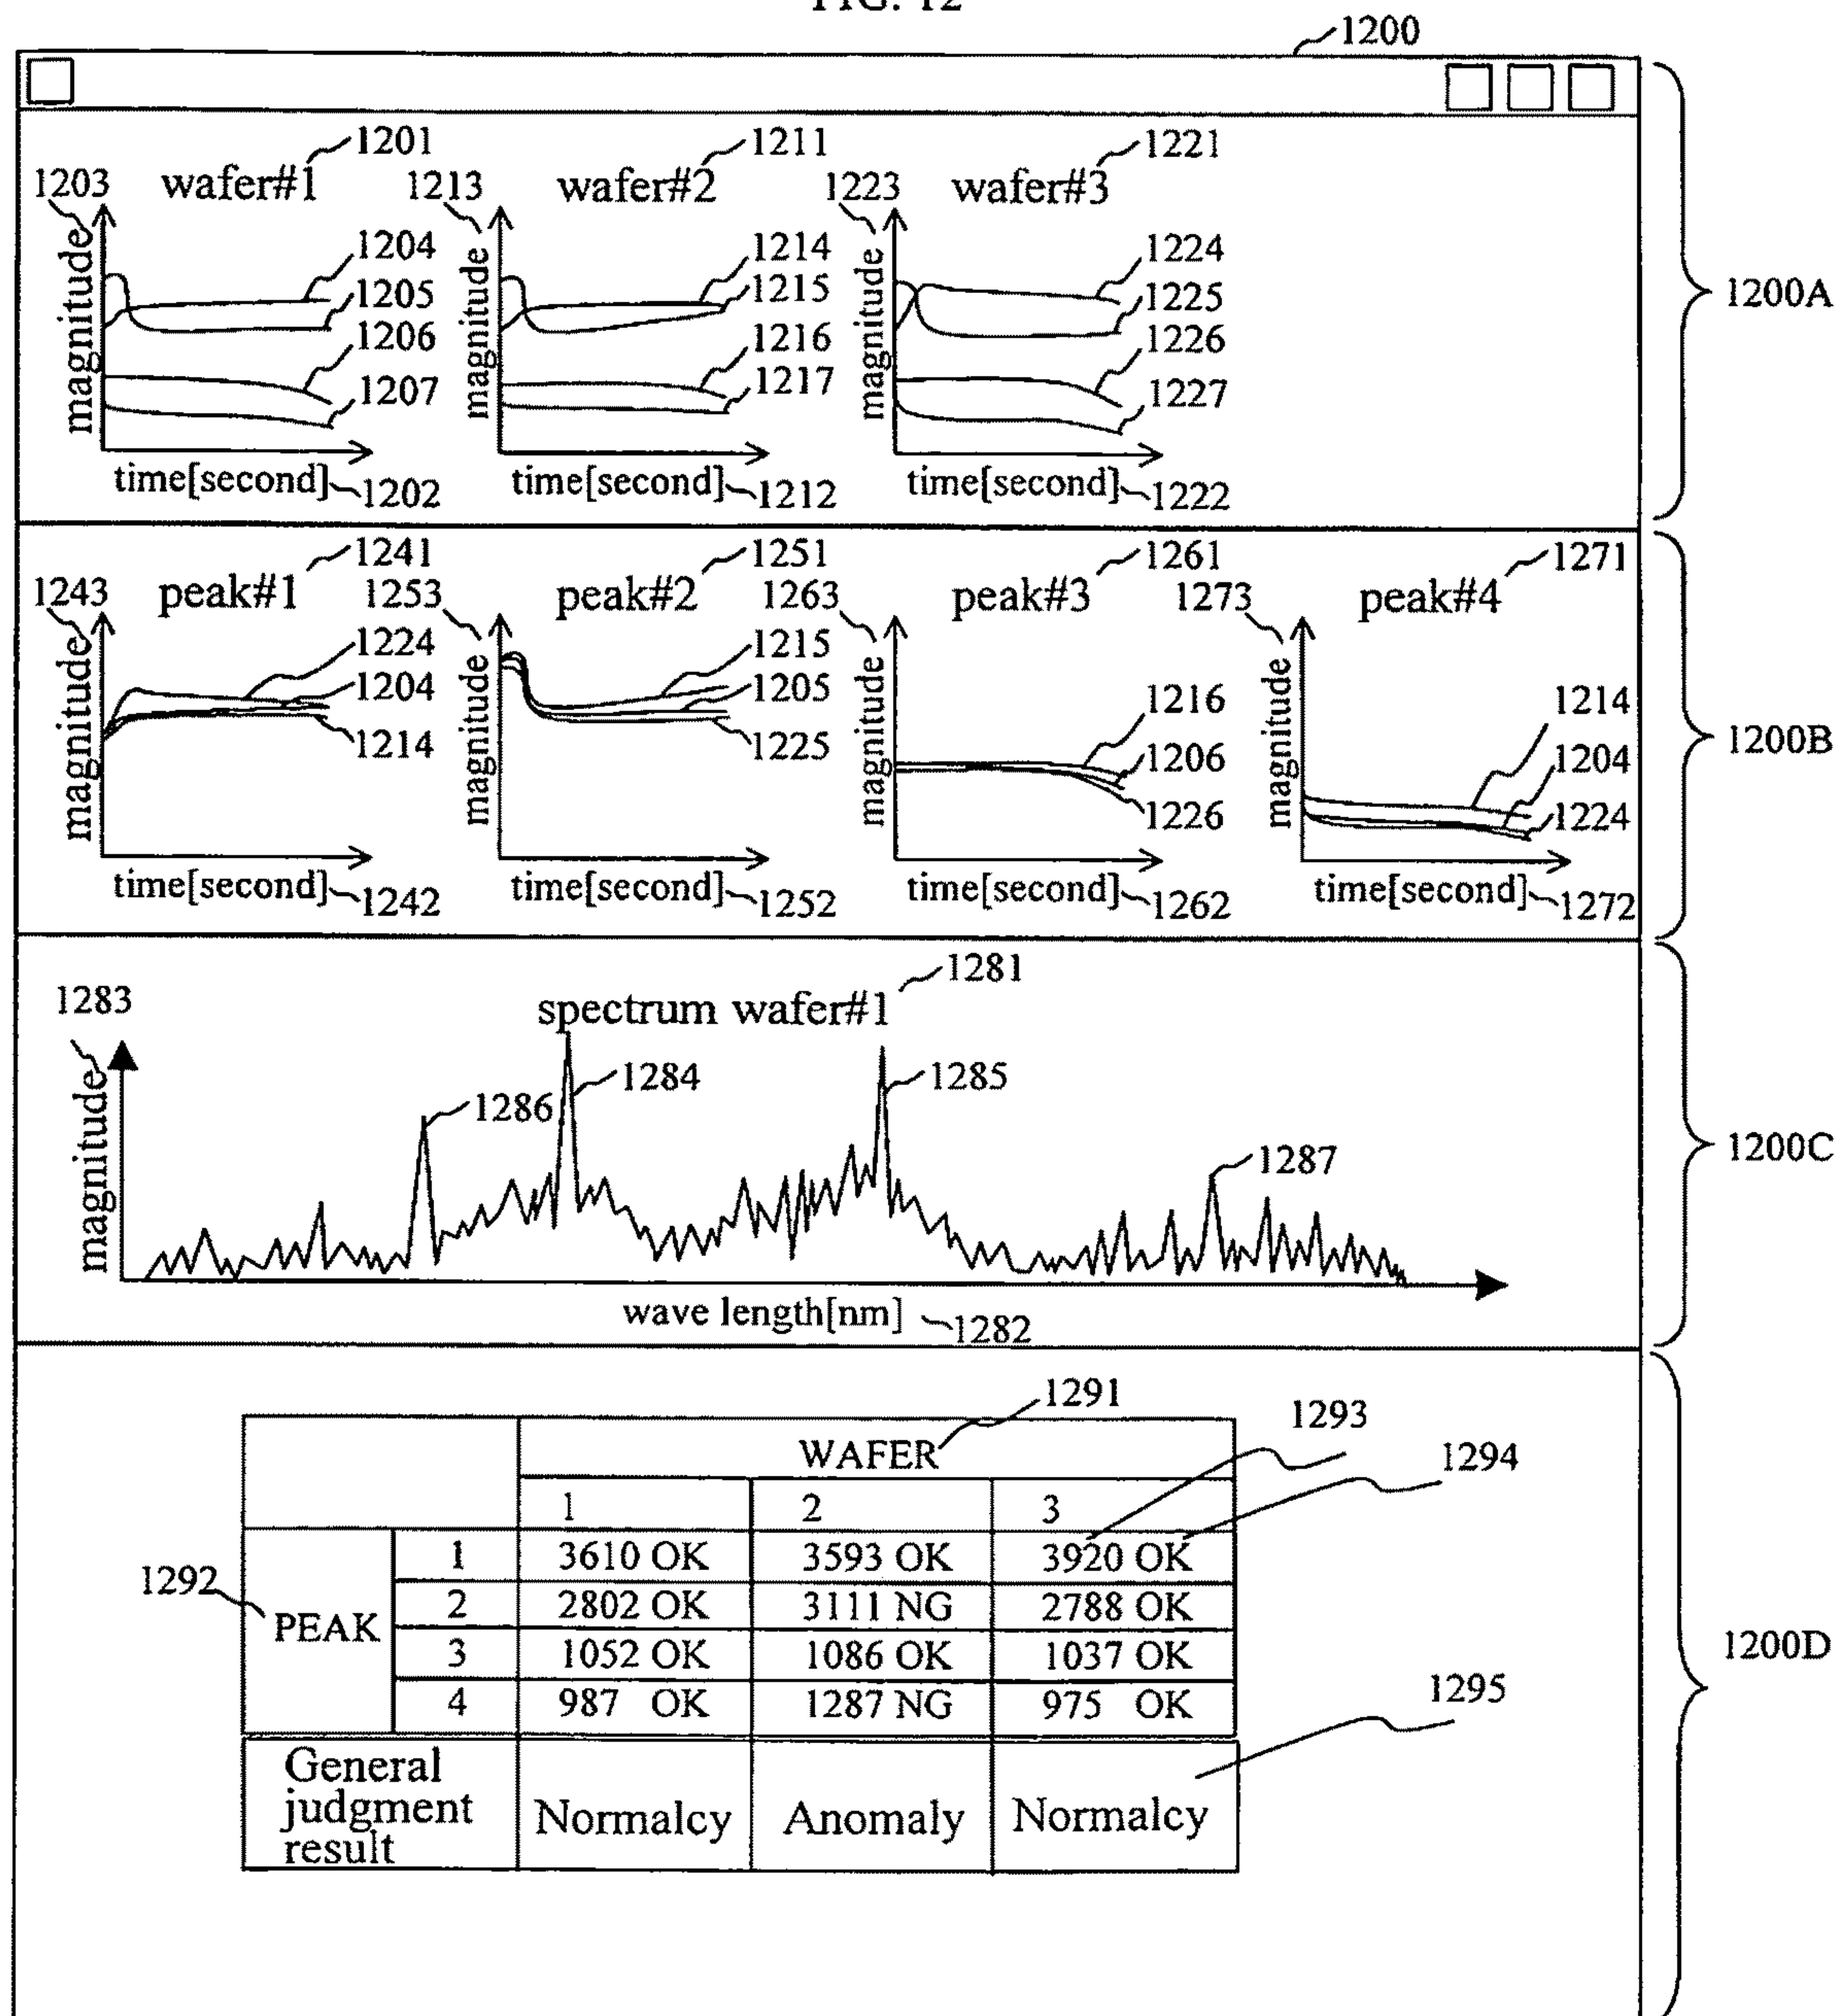 FIG. 12
1200
1200A
1201
1211
1221
1203
wafer#1
1213
wafer#2
1223
wafer#3
magnitude
1204
1205
1206
1207
time[second]
1202
magnitude
1214
1215
1216
1217
time[second]
1212
magnitude
1224
1225
1226
1227
time[second]
1222
1200B
1241
1251
1261
1271
1243
peak#1
1253
peak#2
1263
peak#3
1273
peak#4
magnitude
1224
1204
1214
time[second]
1242
magnitude
1215
1205
1225
time[second]
1252
magnitude
1216
1206
1226
time[second]
1262
magnitude
1214
1204
1224
time[second]
1272
1200C
1281
1283
spectrum wafer#1
magnitude
1286
1284
1285
1287
wave length[nm]
1282
1200D
1291
1293
1294
WAFER
1 2 3
1292
PEAK
1 3610 OK 3593 OK 3920 OK
2 2802 OK 3111 NG 2788 OK
3 1052 OK 1086 OK 1037 OK
4 987 OK 1287 NG 975 OK
1295
General
judgment
result
Normalcy Anomaly Normalcy